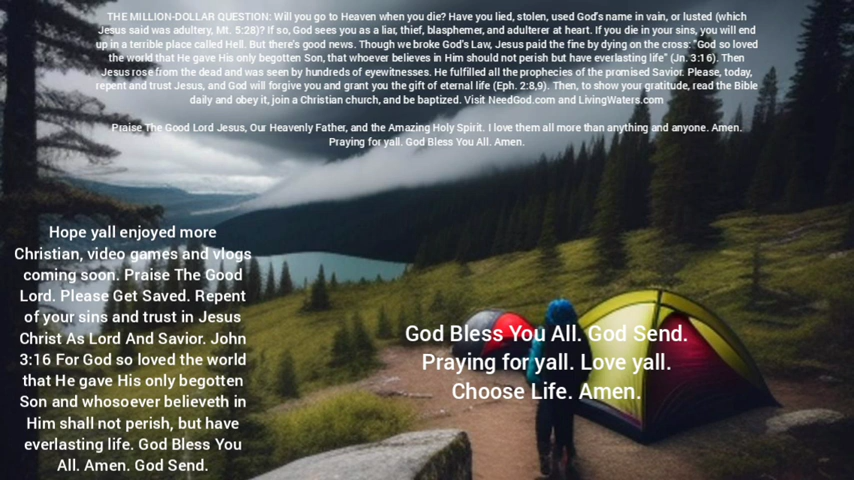 THE MILLION-DOLLAR QUESTION: Will you go to Heaven when you die? Have you lied, stolen, used God's name in vain, or lusted (which
Jesus said was adultery, Mt. 5:28)? If so, God sees you as a liar, thief, blasphemer, and adulterer at heart. If you die in your sins, you will end
up in a terrible place called Hell. But there's good news. Though we broke God's Law, Jesus paid the fine by dying on the cross: "God so loved
the world that He gave His only begotten Son, that whoever believes in Him should not perish but have everlasting life" (Jn. 3:16). Then
Jesus rose from the dead and was seen by hundreds of eyewitnesses. He fulfilled all the prophecies of the promised Savior. Please, today,
repent and trust Jesus, and God will forgive you and grant you the gift of eternal life (Eph. 2:8,9). Then, to show your gratitude, read the Bible
daily and obey it, join a Christian church, and be baptized. Visit NeedGod.com and LivingWaters.com
Praise The Good Lord Jesus, Our Heavenly Father, and the Amazing Holy Spirit. I love them all more than anything and anyone. Amen.
Praying for yall. God Bless You All. Amen.
Hope yall enjoyed more
Christian, video games and vlogs
coming soon. Praise The Good
Lord. Please Get Saved. Repent
of your sins and trust in Jesus
Christ As Lord And Savior. John
3:16 For God so loved the world
that He gave His only begotten
Son and whosoever believeth in
Him shall not perish, but have
everlasting life. God Bless You
All. Amen. God Send.
God Bless You All. God Send.
Praying for yall. Love yall.
Choose Life. Amen.